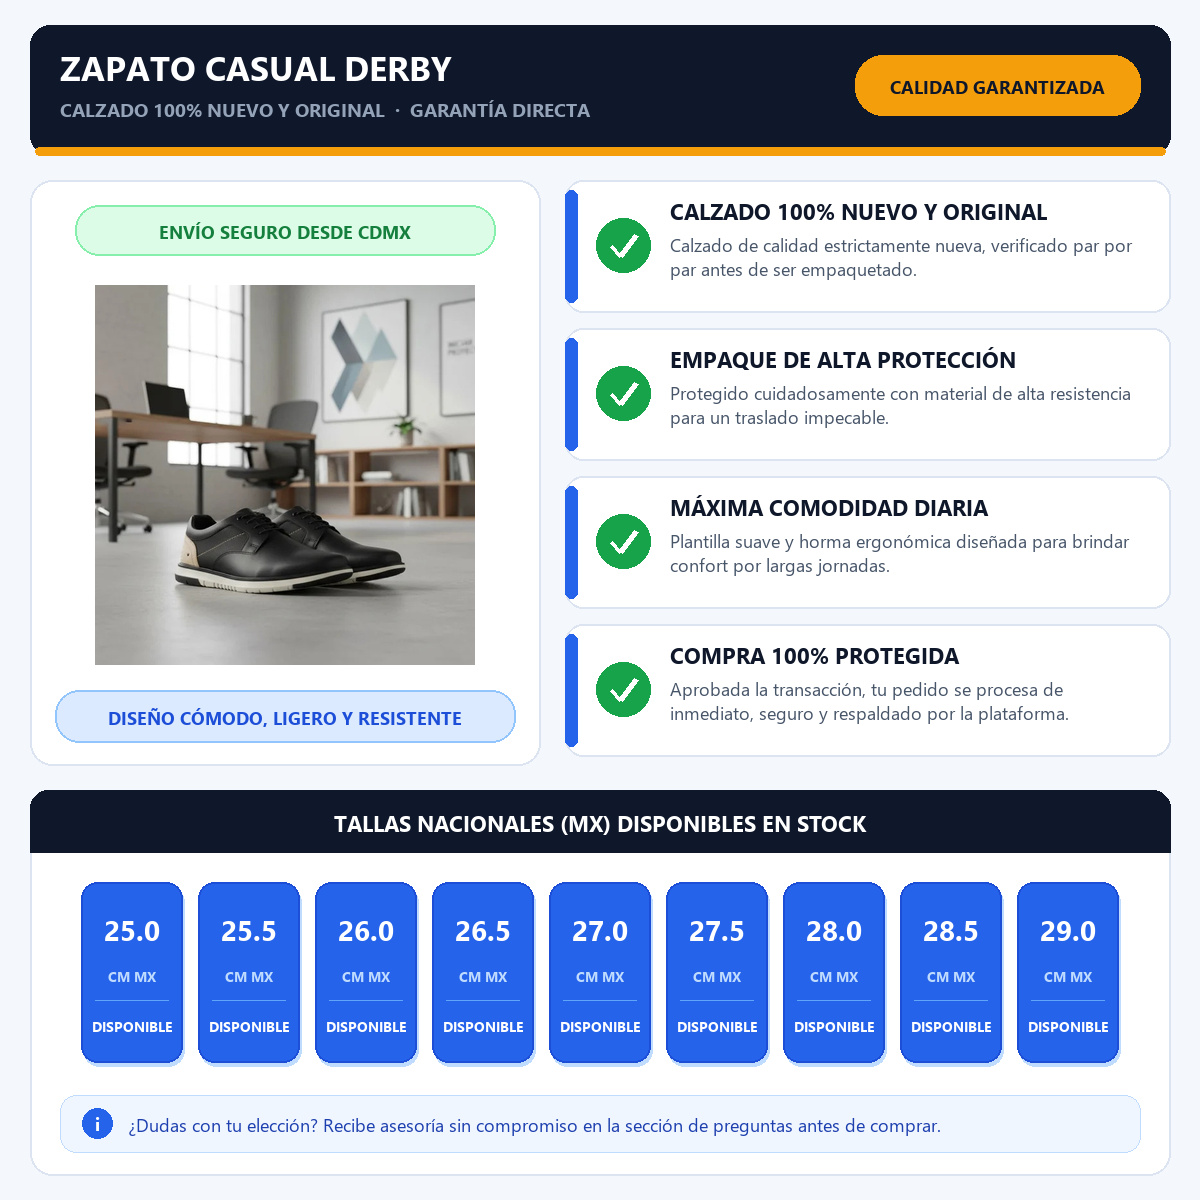 ZAPATO CASUAL DERBY
CALZADO 100% NUEVO Y ORIGINAL · GARANTÍA DIRECTA
CALIDAD GARANTIZADA
ENVÍO SEGURO DESDE CDMX
DISEÑO CÓMODO, LIGERO Y RESISTENTE
CALZADO 100% NUEVO Y ORIGINAL
Calzado de calidad estrictamente nueva, verificado par por
par antes de ser empaquetado.
EMPAQUE DE ALTA PROTECCIÓN
Protegido cuidadosamente con material de alta resistencia
para un traslado impecable.
MÁXIMA COMODIDAD DIARIA
Plantilla suave y horma ergonómica diseñada para brindar
confort por largas jornadas.
COMPRA 100% PROTEGIDA
Aprobada la transacción, tu pedido se procesa de
inmediato, seguro y respaldado por la plataforma.
TALLAS NACIONALES (MX) DISPONIBLES EN STOCK
25.0 25.5 26.0 26.5 27.0 27.5 28.0 28.5 29.0
CM MX CM MX CM MX CM MX CM MX CM MX CM MX CM MX CM MX
DISPONIBLE DISPONIBLE DISPONIBLE DISPONIBLE DISPONIBLE DISPONIBLE DISPONIBLE DISPONIBLE DISPONIBLE
i ¿Dudas con tu elección? Recibe asesoría sin compromiso en la sección de preguntas antes de comprar.